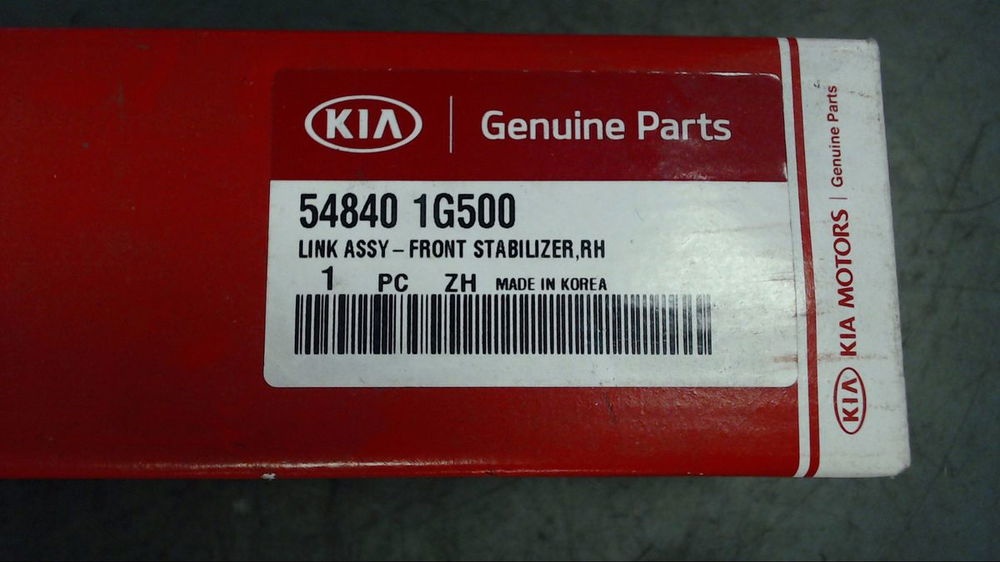 KIA | Genuine Parts
54840 1G500
LINK ASSY – FRONT STABILIZER,RH
1 PC ZH MADE IN KOREA
KIA KIA MOTORS | Genuine Parts